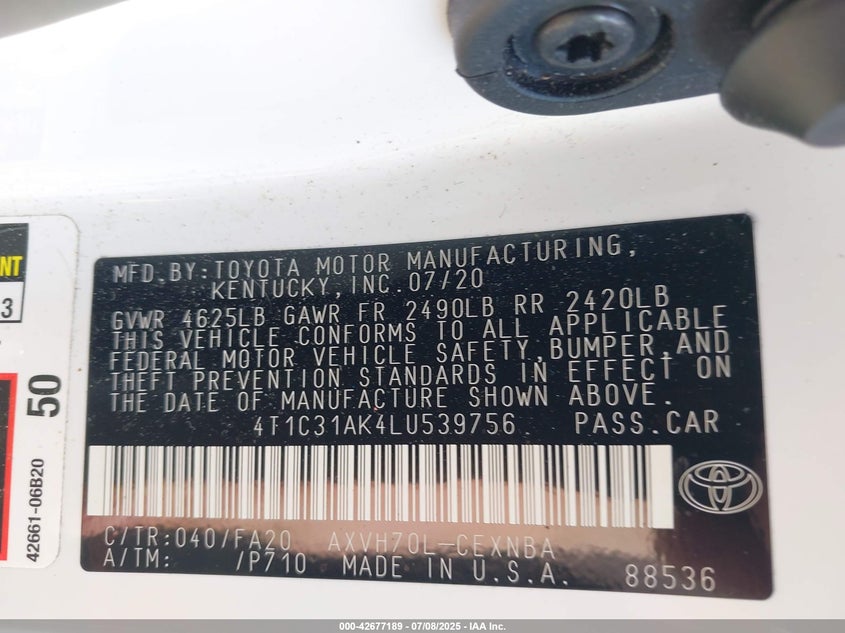 MFD.BY:TOYOTA MOTOR MANUFACTURING,
KENTUCKY,INC.07/20
GVWR 4625LB GAWR FR 2490LB RR 2420LB
THIS VEHICLE CONFORMS TO ALL APPLICABLE
FEDERAL MOTOR VEHICLE SAFETY,BUMPER,AND
THEFT PREVENTION STANDARDS IN EFFECT ON
THE DATE OF MANUFACTURE SHOWN ABOVE.
4T1C31AK4LU539756 PASS.CAR
C/TR:040/FA20 AXVH70L-CEXNBA
A/TM: /P710 MADE IN U.S.A. 88536
3
50
42661-06B20
000-42677189 | 07/08/2025 - IAA Inc.